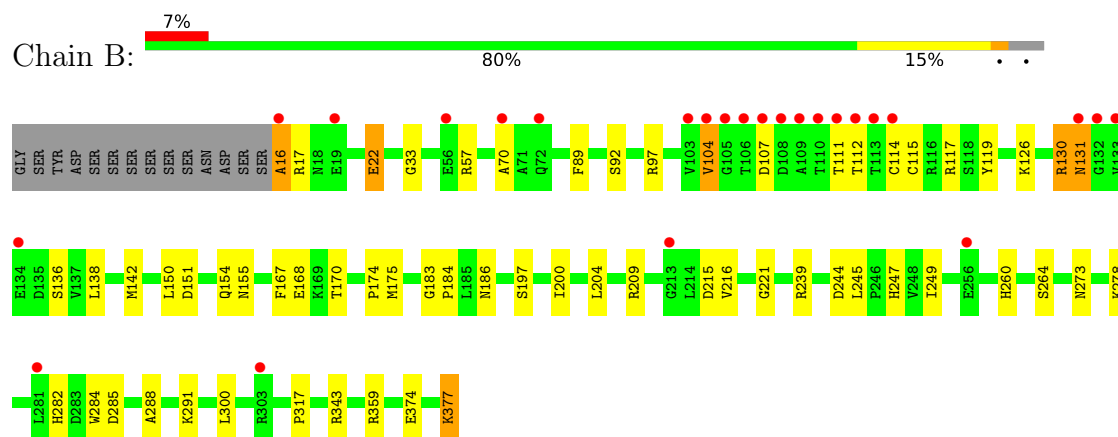 7%
Chain B:
80% 15% • •
GLY SER TYR ASP SER SER SER SER SER SER ASN ASP SER SER A16 R17 N18 E19 E22 G33 E56 R57 A70 A71 Q72 F89 S92 R97 V103 V104 G105 T106 D107 D108 A109 T110 T111 T112 T113 C114 C115 R116 R117 S118 Y119 K126 R130 N131 G132 V133
E134 D135 S136 V137 L138 M142 L150 D151 Q154 N155 F167 E168 K169 T170 P174 M175 G183 P184 L185 N186 S197 I200 L204 R209 G213 L214 D215 V216 G221 R239 D244 L245 P246 H247 V248 I249 E256 H260 S264 N273 K278
L281 H282 D283 W284 D285 A288 K291 L300 R303 P317 R343 R359 E374 K377